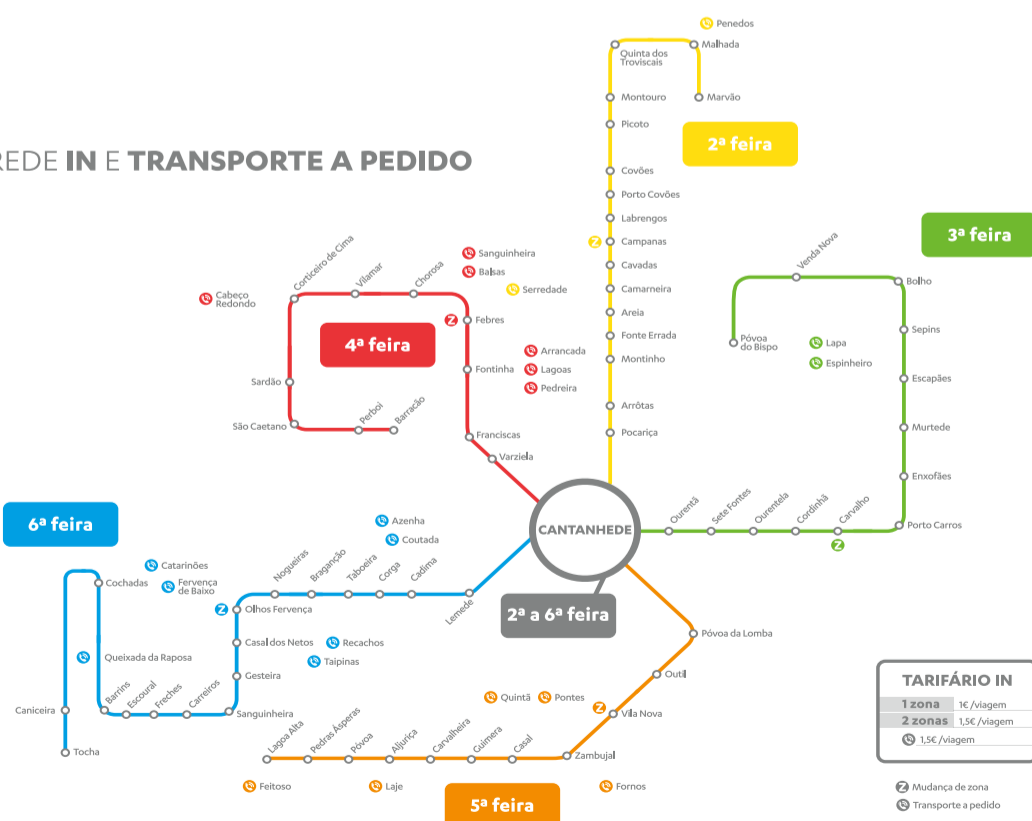 REDE IN E TRANSPORTE A PEDIDO
Penedos
Malhada
Quinta dos
Troviscais
Montouro
Marvão
Picoto
2ª feira
Covões
Porto Covões
Labrengos
Z
Campanas
Cavadas
Camarneira
Areia
Fonte Errada
Montinho
Arrôtas
Pocariça
3ª feira
Venda Nova
Bolho
Póvoa
do Bispo
Lapa
Espinheiro
Sepins
Escapães
Murtede
Enxofães
Porto Carros
Ourentã
Sete Fontes
Ourentela
Cordinhã
Carvalho
Z
Sanguinheira
Balsas
Serredade
Cabeço
Redondo
Corticeiro de Cima
Vilamar
Chorosa
Z
Febres
4ª feira
Arrancada
Fontinha
Lagoas
Pedreira
Sardão
São Caetano
Perboi
Barracão
Franciscas
Varziela
CANTANHEDE
2ª a 6ª feira
6ª feira
Azenha
Coutada
Catarinões
Cochadas
Fervença
de Baixo
Nogueiras
Braganção
Taboeira
Corga
Cadima
Lemede
Z
Olhos Fervença
Casal dos Netos
Recachos
Taipinas
Queixada da Raposa
Gesteira
Barrins
Escoural
Freches
Carreiros
Sanguinheira
Caniceira
Tocha
Póvoa da Lomba
Outil
Quintã
Pontes
Z
Vila Nova
Lagoa Alta
Pedras Ásperas
Póvoa
Aljuriça
Carvalheira
Guimera
Casal
Zambujal
Feitoso
Laje
Fornos
5ª feira
TARIFÁRIO IN
1 zona 1€ /viagem
2 zonas 1,5€ /viagem
1,5€ /viagem
Z Mudança de zona
Transporte a pedido